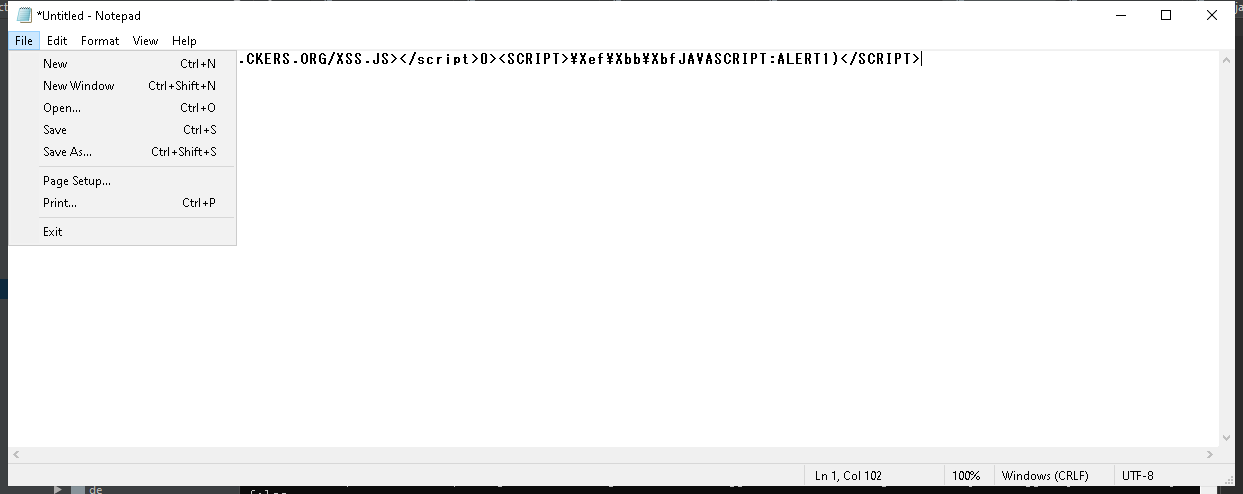 *Untitled - Notepad
File Edit Format View Help
.CKERS.ORG/XSS.JS></script>0><SCRIPT>¥Xef¥Xbb¥XbfJAVASCRIPT:ALERT1)</SCRIPT>
New Ctrl+N
New Window Ctrl+Shift+N
Open... Ctrl+O
Save Ctrl+S
Save As... Ctrl+Shift+S
Page Setup...
Print... Ctrl+P
Exit
Ln 1, Col 102 100% Windows (CRLF) UTF-8
de